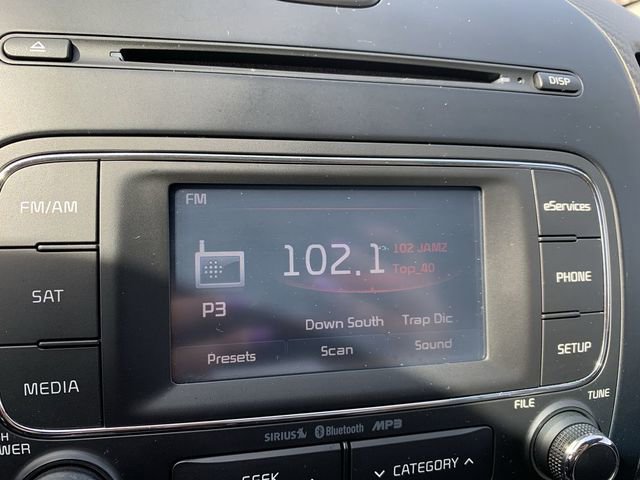 DISP
FM/AM
SAT
MEDIA
FM
102.1
102 JAMZ
Top_40
P3
Down South Trap Dic
Presets
Scan
Sound
eServices
PHONE
SETUP
FILE
TUNE
SIRIUS Bluetooth MP3
SEEK
CATEGORY